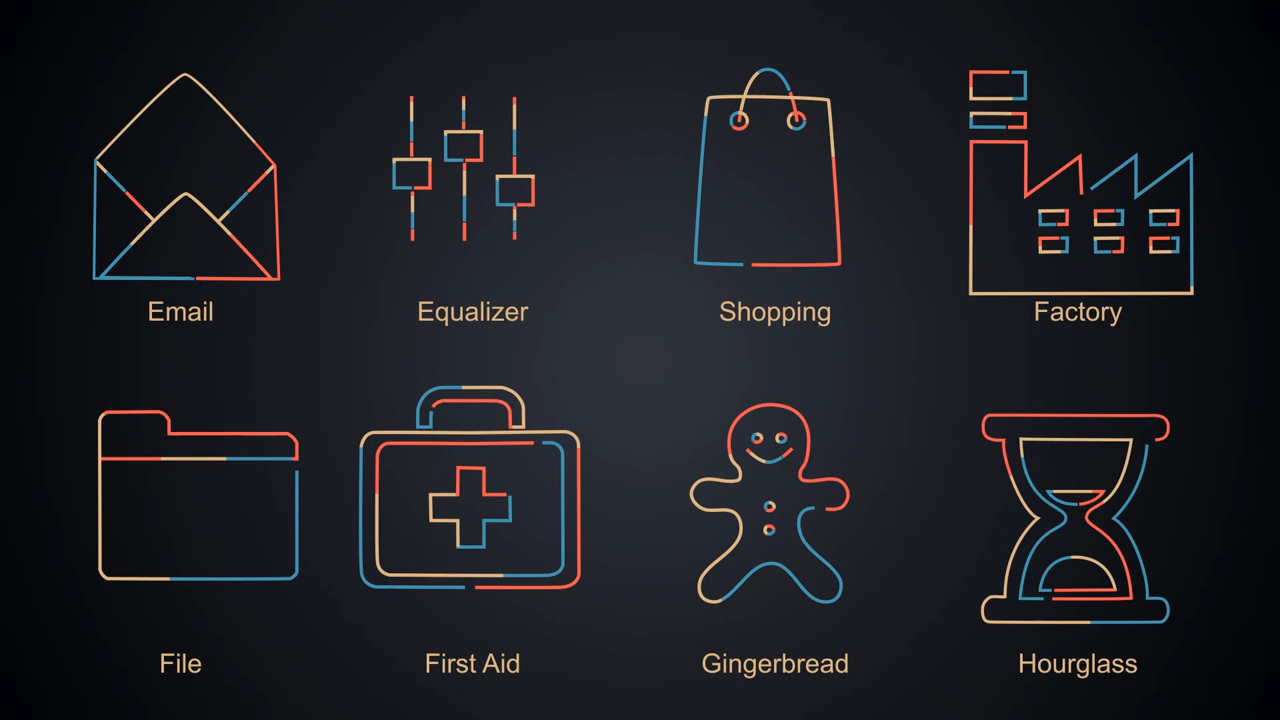 Email
Equalizer
Shopping
Factory
File
First Aid
Gingerbread
Hourglass